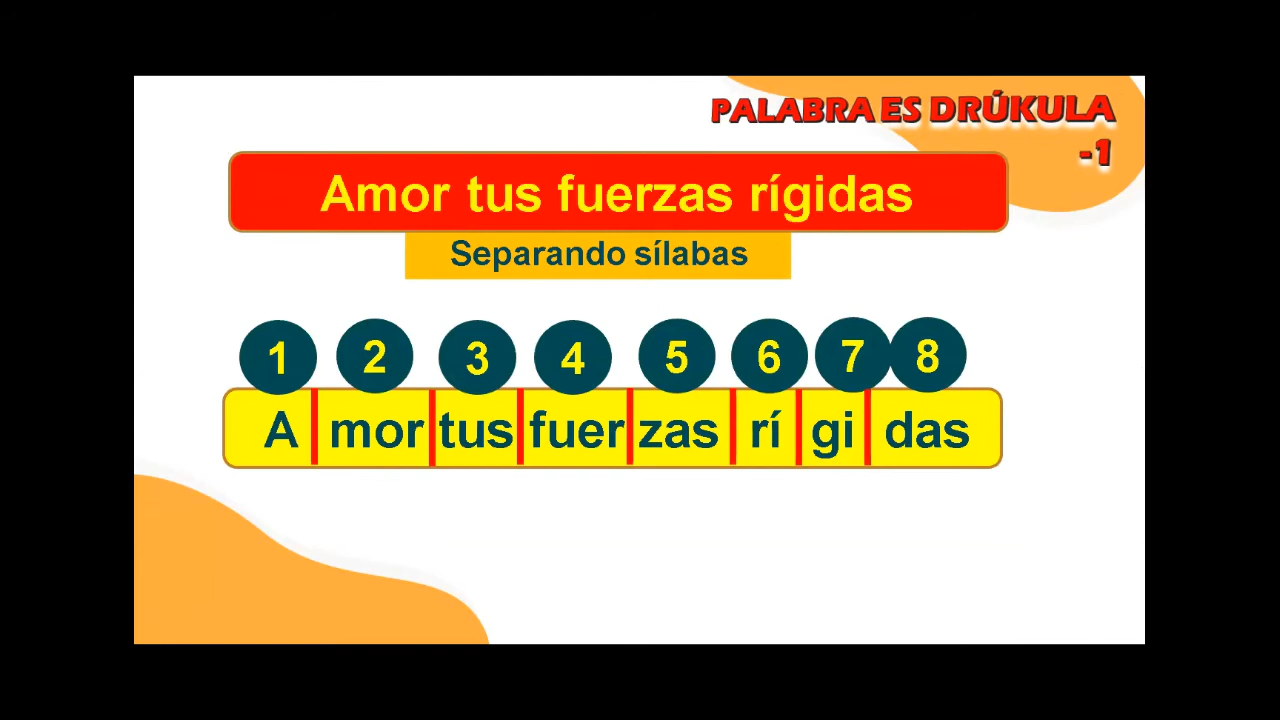 PALABRA ES DRÚKULA
-1
Amor tus fuerzas rígidas
Separando sílabas
1 2 3 4 5 6 7 8
A mor tus fuer zas rí gi das